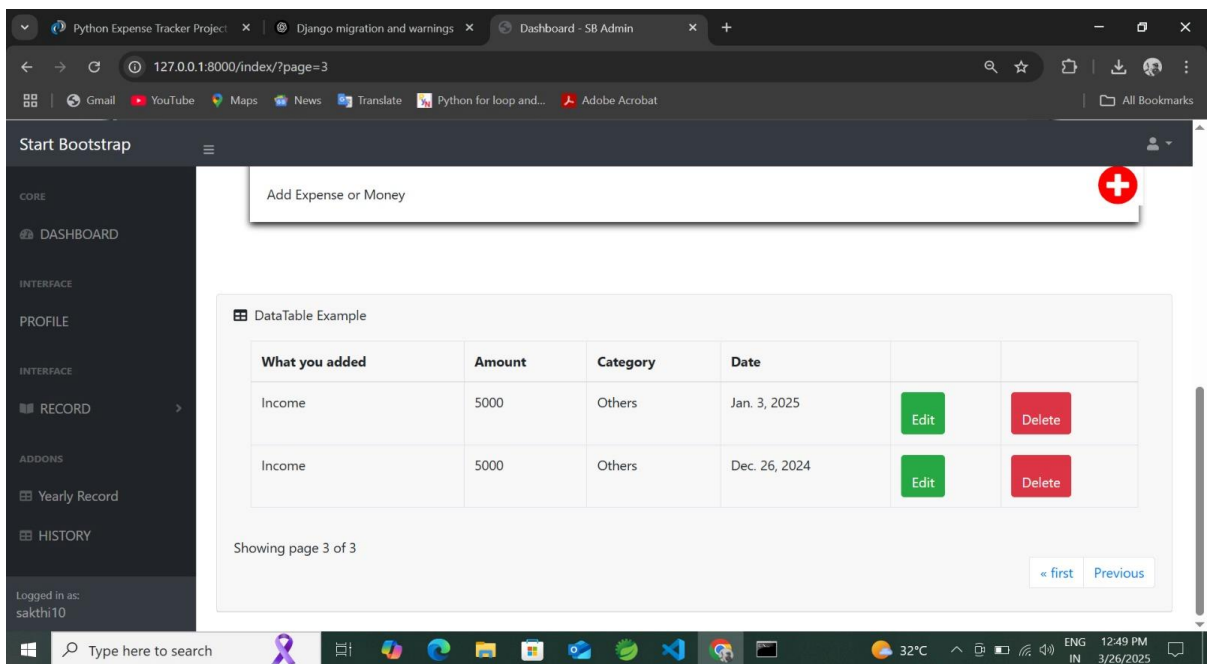 Python Expense Tracker Project
Django migration and warnings
Dashboard - SB Admin
127.0.0.1:8000/index/?page=3
Gmail YouTube Maps News Translate Python for loop and... Adobe Acrobat All Bookmarks
Start Bootstrap
CORE
DASHBOARD
INTERFACE
PROFILE
INTERFACE
RECORD
ADDONS
Yearly Record
HISTORY
Logged in as:
sakthi10
Add Expense or Money
DataTable Example
What you added Amount Category Date
Income 5000 Others Jan. 3, 2025 Edit Delete
Income 5000 Others Dec. 26, 2024 Edit Delete
Showing page 3 of 3
« first Previous
Type here to search
32°C
ENG
IN
12:49 PM
3/26/2025